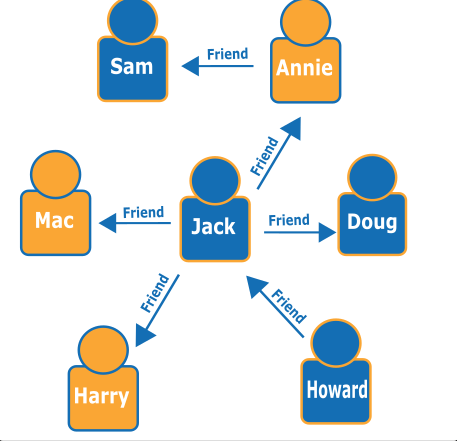 Sam
Friend
Annie
Friend
Mac
Friend
Jack
Friend
Doug
Friend
Friend
Harry
Howard